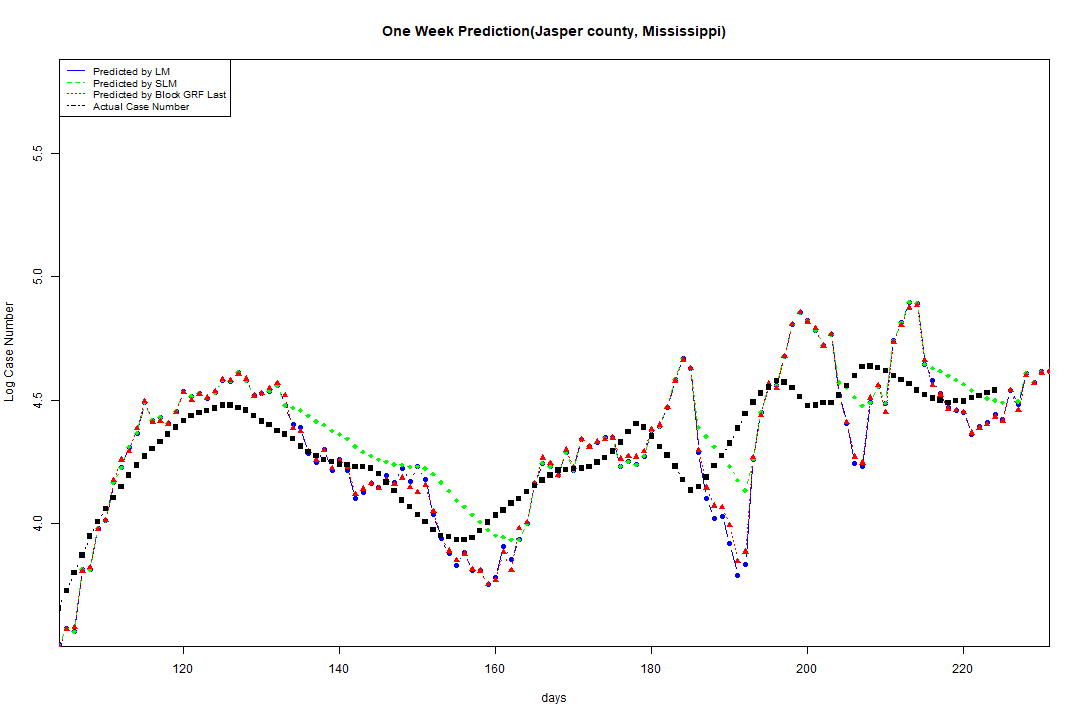 One Week Prediction(Jasper county, Mississippi)
Predicted by LM
Predicted by SLM
Predicted by Block GRF Last
Actual Case Number
5.5
5.0
4.5
4.0
Log Case Number
120 140 160 180 200 220
days